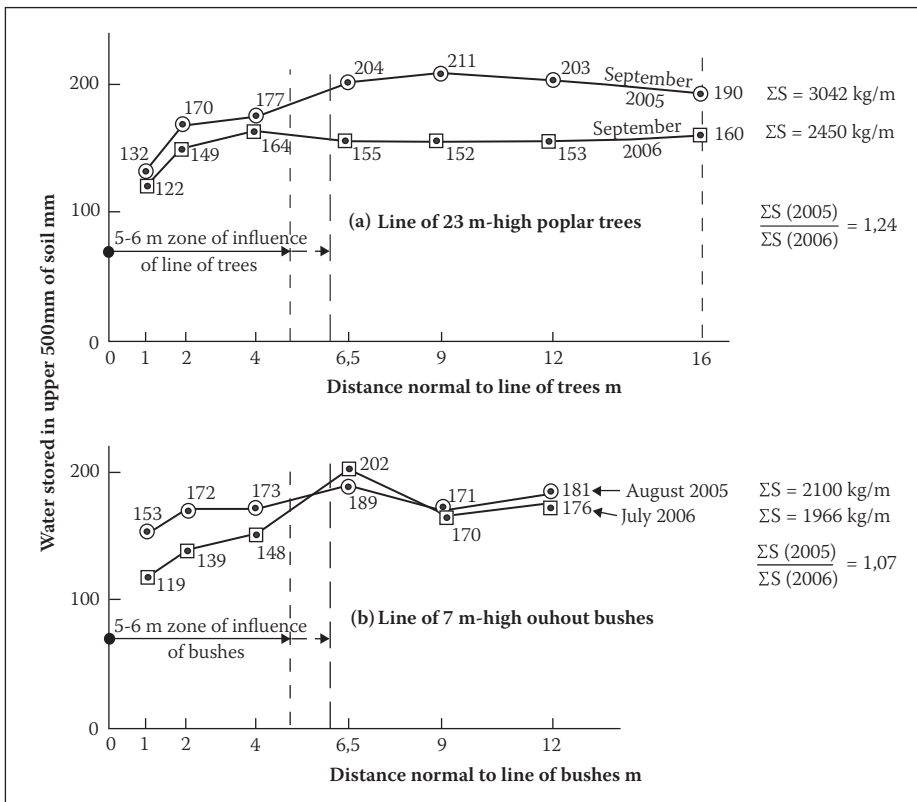 Water stored in upper 500mm of soil mm
200
100
0
132
170
177
204
211
203
190
September
2005
ΣS = 3042 kg/m
122
149
164
155
152
153
160
September
2006
ΣS = 2450 kg/m
(a) Line of 23 m-high poplar trees
ΣS (2005)
ΣS (2006)
= 1,24
5-6 m zone of influence
of line of trees
0 1 2 4 6,5 9 12 16
Distance normal to line of trees m
200
100
0
153
172
173
189
171
181
August 2005
ΣS = 2100 kg/m
119
139
148
202
170
176
July 2006
ΣS = 1966 kg/m
ΣS (2005)
ΣS (2006)
= 1,07
(b) Line of 7 m-high ouhout bushes
5-6 m zone of influence
of bushes
0 1 2 4 6,5 9 12
Distance normal to line of bushes m